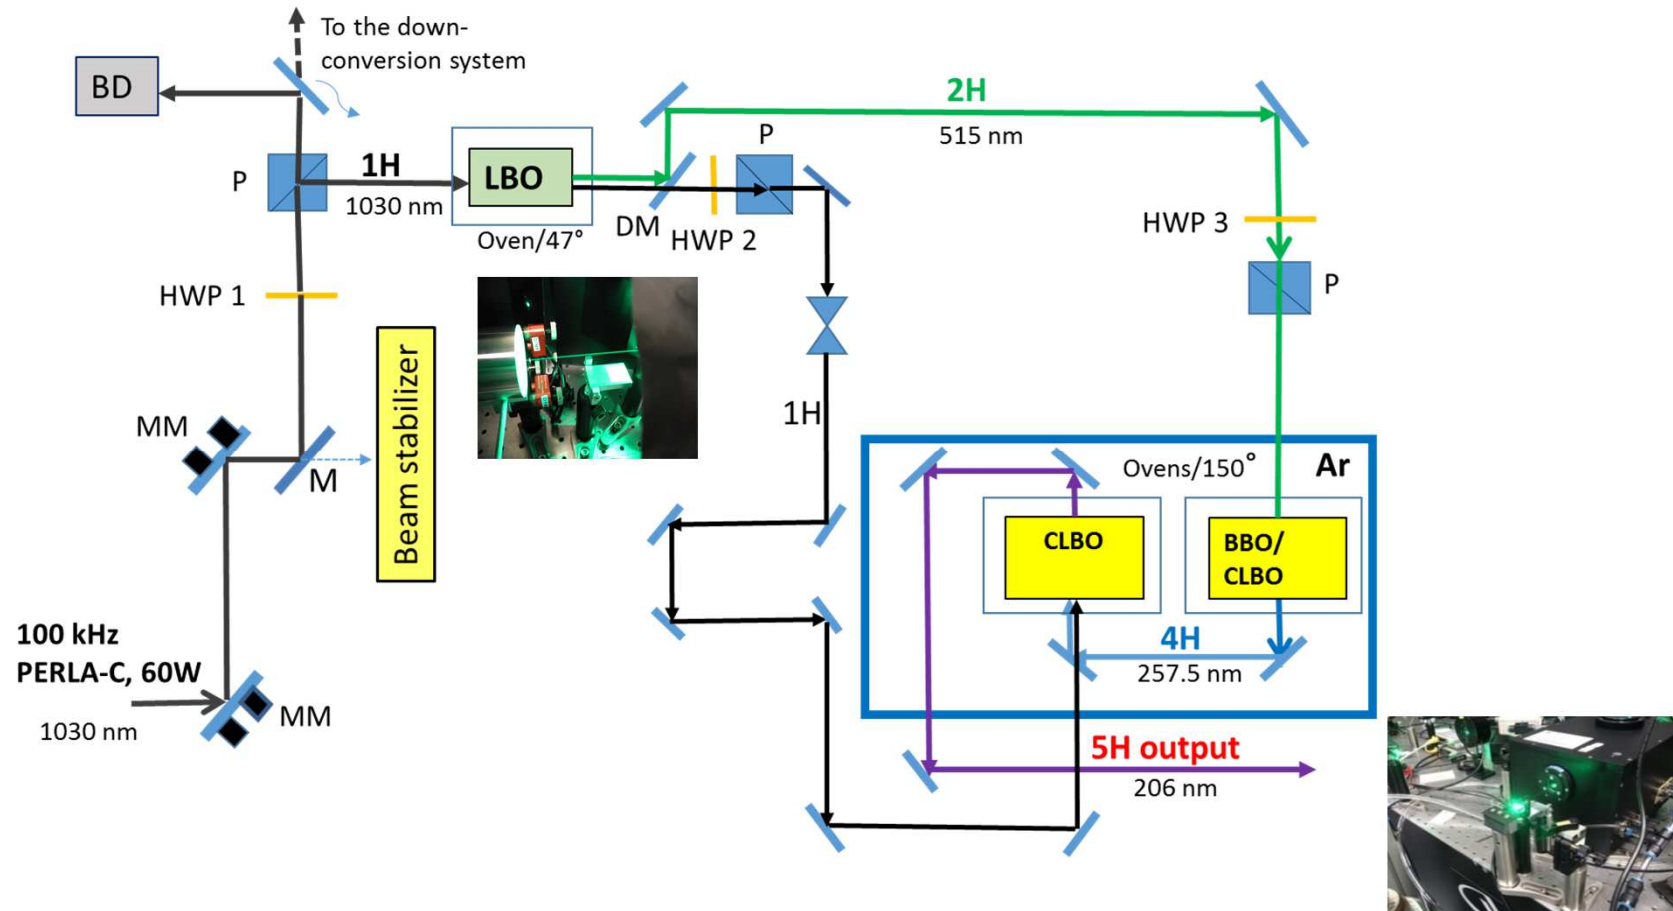 To the down-
conversion system
BD
2H
515 nm
P
P
1H
1030 nm
LBO
Oven/47°
DM
HWP 2
HWP 3
P
HWP 1
Beam stabilizer
MM
M
1H
Ovens/150°
Ar
CLBO
BBO/
CLBO
4H
257.5 nm
100 kHz
PERLA-C, 60W
1030 nm
MM
5H output
206 nm